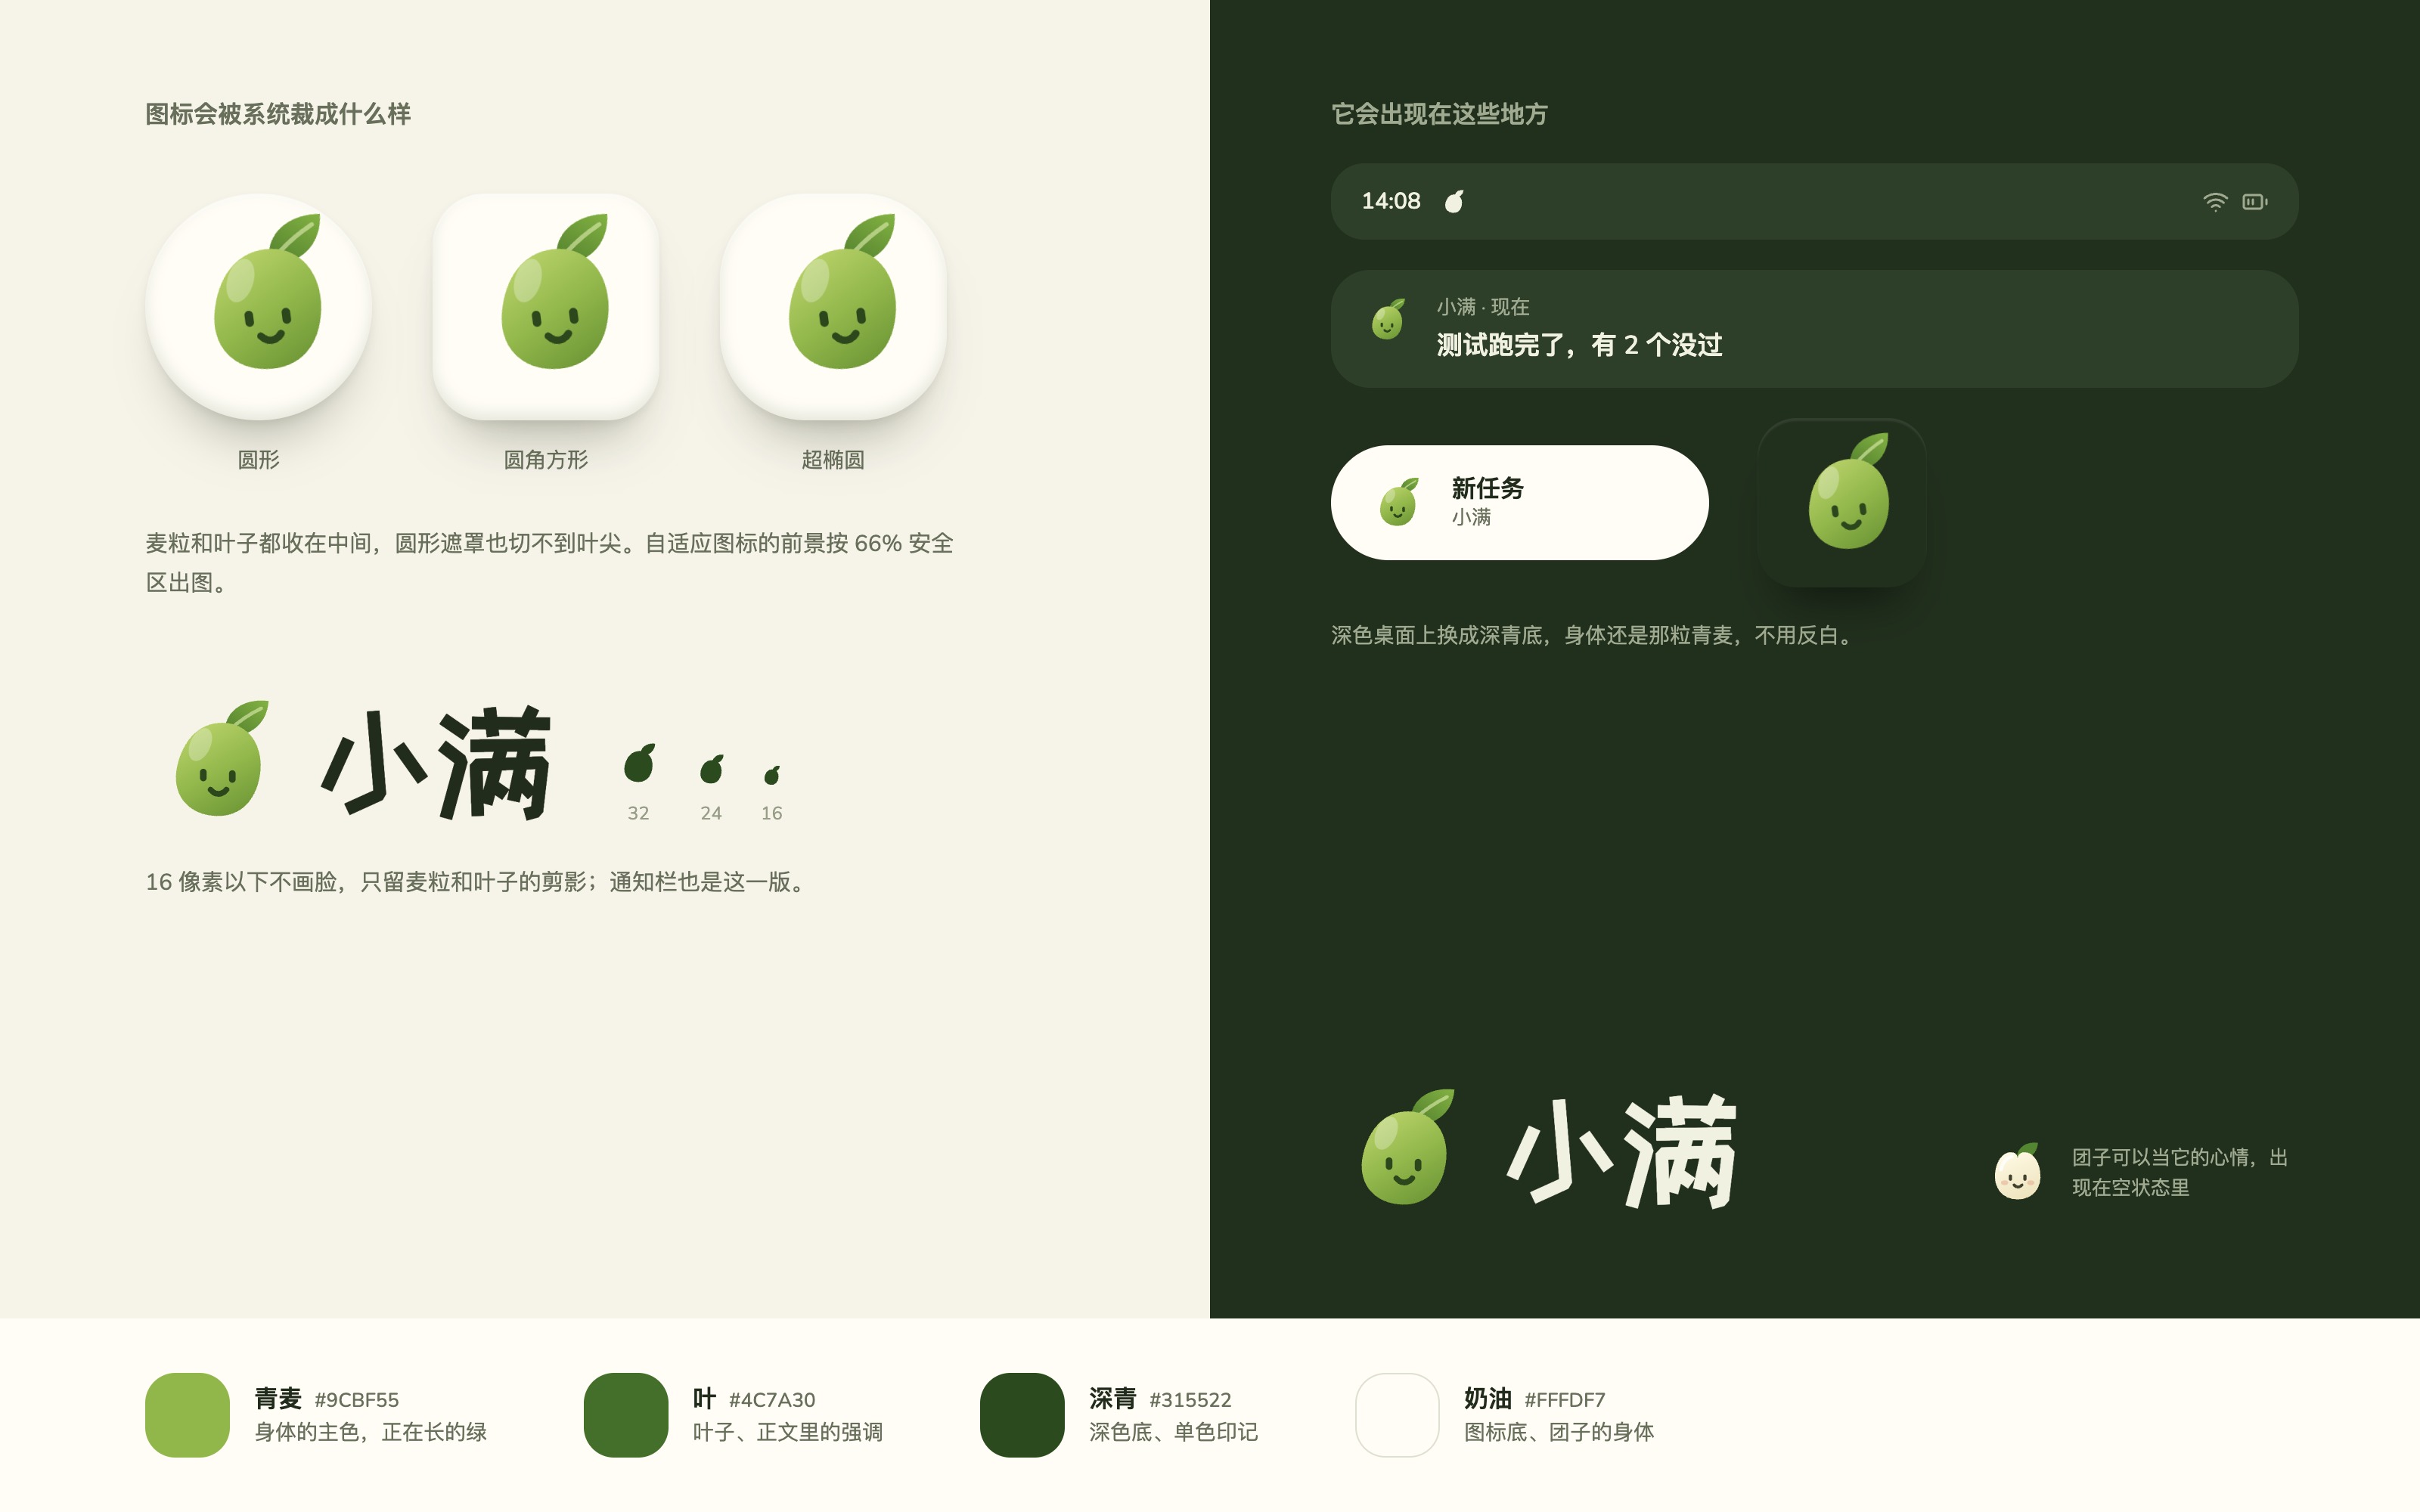 图标会被系统裁成什么样
圆形
圆角方形
超椭圆
麦粒和叶子都收在中间，圆形遮罩也切不到叶尖。自适应图标的前景按 66% 安全
区出图。
小满
32
24
16
16 像素以下不画脸，只留麦粒和叶子的剪影；通知栏也是这一版。
它会出现在这些地方
14:08
小满 · 现在
测试跑完了，有 2 个没过
新任务
小满
深色桌面上换成深青底，身体还是那粒青麦，不用反白。
小满
团子可以当它的心情，出
现在空状态里
青麦 #9CBF55
身体的主色，正在长的绿
叶 #4C7A30
叶子、正文里的强调
深青 #315522
深色底、单色印记
奶油 #FFFDF7
图标底、团子的身体